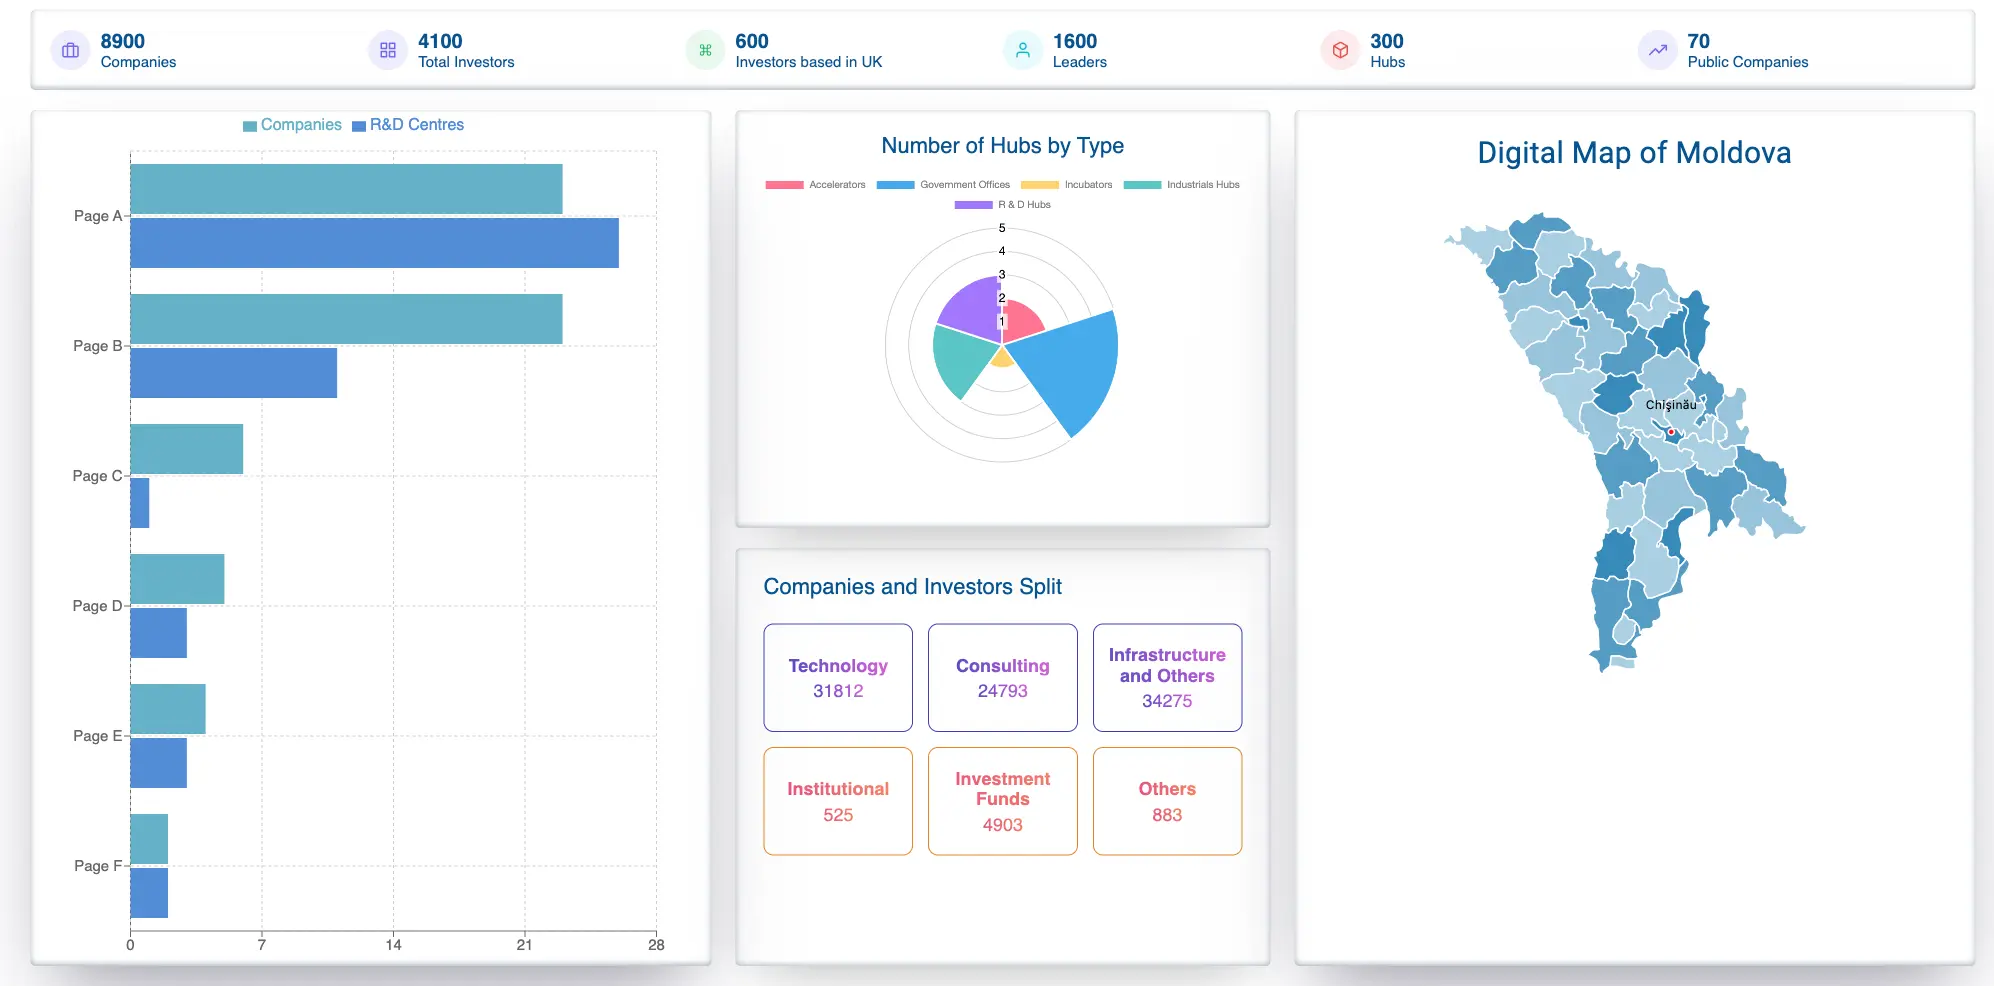 8900
Companies
4100
Total Investors
600
Investors based in UK
1600
Leaders
300
Hubs
70
Public Companies
Companies R&D Centres
Page A
Page B
Page C
Page D
Page E
Page F
0 7 14 21 28
Number of Hubs by Type
Accelerators Government Offices Incubators Industrials Hubs
R & D Hubs
5
4
3
2
1
Companies and Investors Split
Technology
31812
Consulting
24793
Infrastructure
and Others
34275
Institutional
525
Investment
Funds
4903
Others
883
Digital Map of Moldova
Chişinău